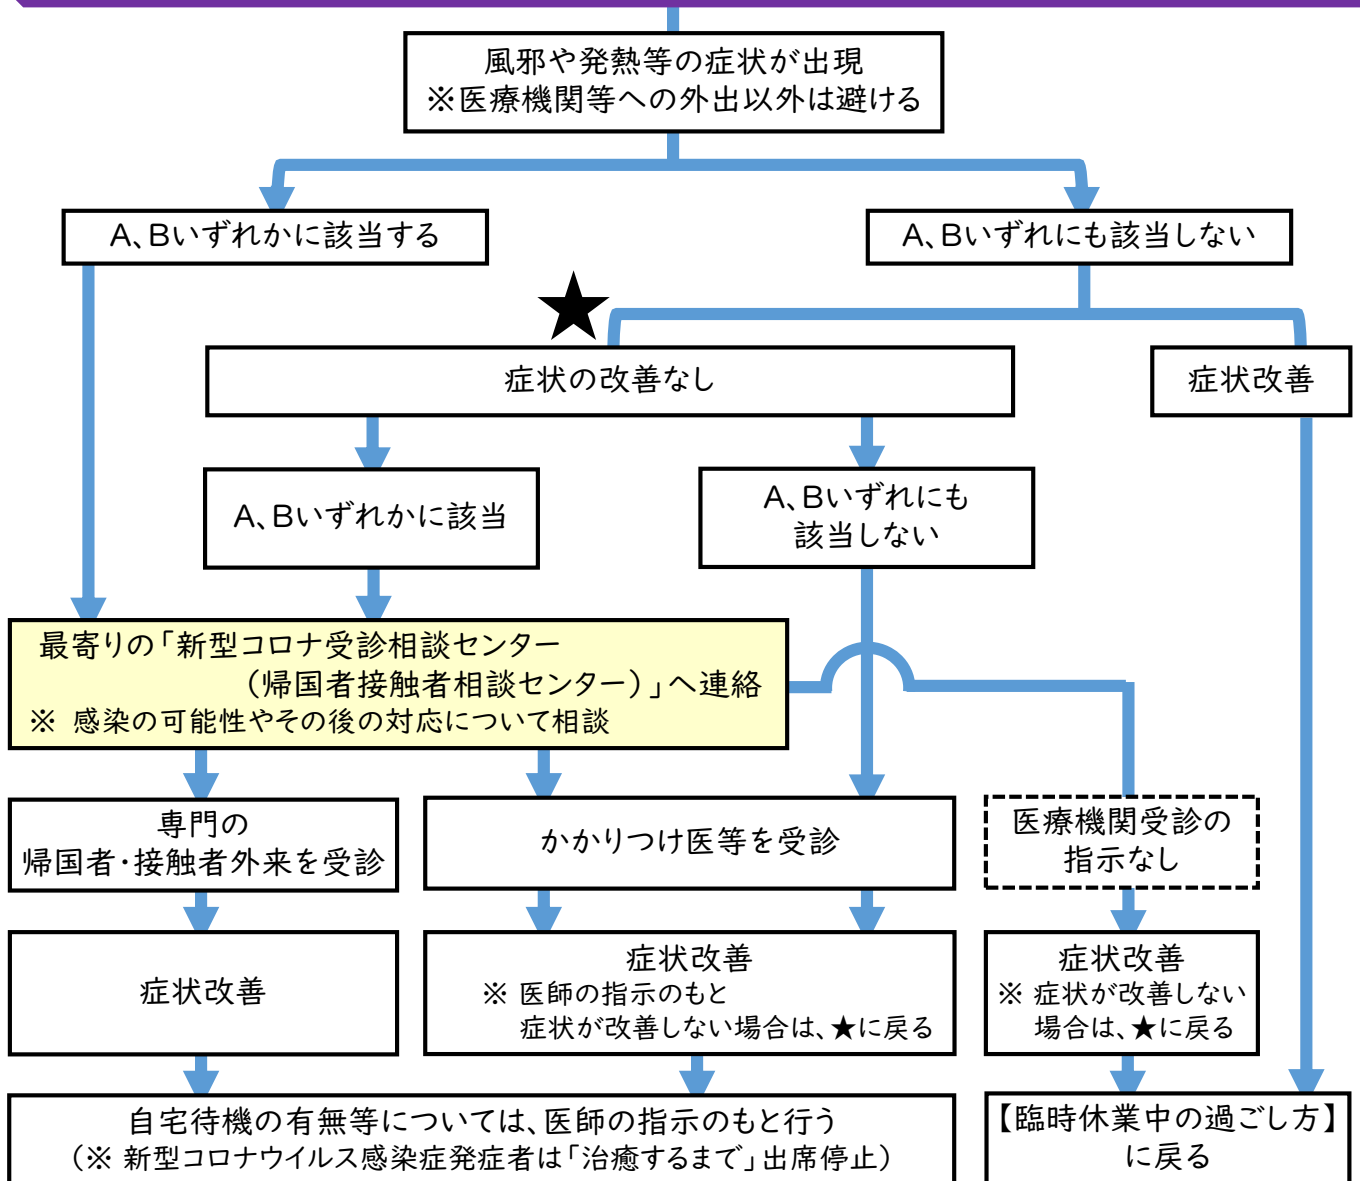 風邪や発熱等の症状が出現
※医療機関等への外出以外は避ける
A、Bいずれかに該当する
A、Bいずれにも該当しない
★
症状の改善なし
症状改善
A、Bいずれかに該当
A、Bいずれにも
該当しない
最寄りの「新型コロナ受診相談センター
（帰国者接触者相談センター）」へ連絡
※ 感染の可能性やその後の対応について相談
専門の
帰国者・接触者外来を受診
かかりつけ医等を受診
医療機関受診の
指示なし
症状改善
症状改善
※ 医師の指示のもと
症状が改善しない場合は、★に戻る
症状改善
※ 症状が改善しない
場合は、★に戻る
自宅待機の有無等については、医師の指示のもと行う
（※ 新型コロナウイルス感染症発症者は「治癒するまで」出席停止）
【臨時休業中の過ごし方】
に戻る